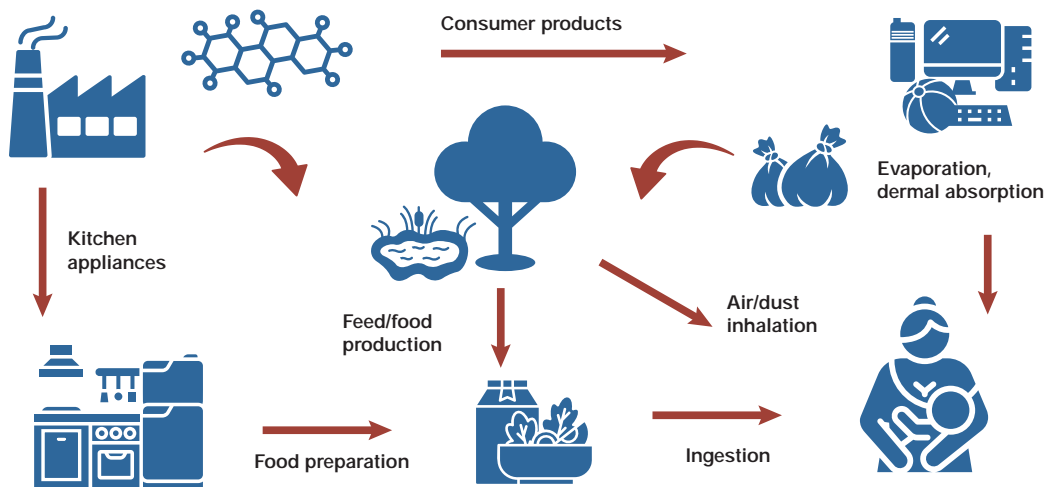 Consumer products
Evaporation,
dermal absorption
Kitchen
appliances
Feed/food
production
Air/dust
inhalation
Food preparation
Ingestion